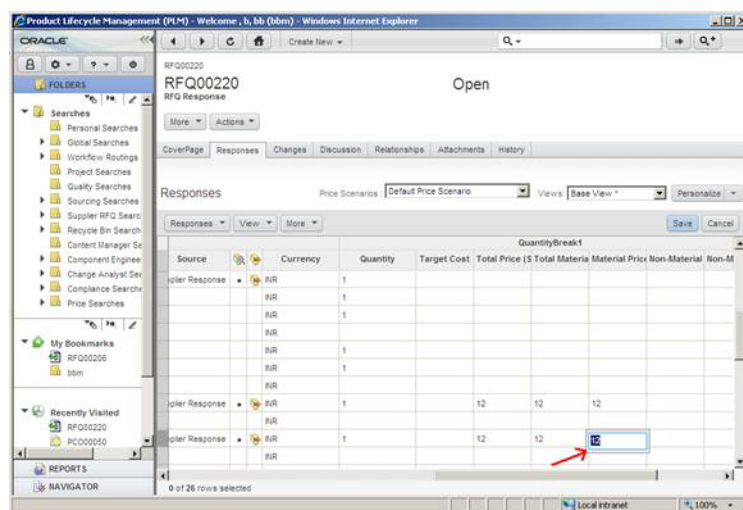 Product Lifecycle Management (PLM) - Welcome , b, bb (bbm) - Windows Internet Explorer
ORACLE
Create New
FOLDERS
Searches
Personal Searches
Global Searches
Workflow Routings
Project Searches
Quality Searches
Sourcing Searches
Supplier RFQ Searc
Recycle Bin Search
Content Manager Se
Component Enginee
Change Analyst Sea
Compliance Searche
Price Searches
My Bookmarks
RFQ00206
bbm
Recently Visited
RFQ00220
PCO00050
REPORTS
NAVIGATOR
RFQ00220
RFQ00220 Open
RFQ Response
More Actions
CoverPage Responses Changes Discussion Relationships Attachments History
Responses Price Scenarios : Default Price Scenario Views: Base View * Personalize
Responses View More Save Cancel
QuantityBreak1
Source Currency Quantity Target Cost Total Price (S Total Materia Material Price Non-Material Non-M
plier Response INR 1
INR 1
INR 1
INR
INR 1
INR 1
INR
plier Response INR 1 12 12 12
INR
plier Response INR 1 12 12 12
INR
0 of 26 rows selected
Local intranet 100%